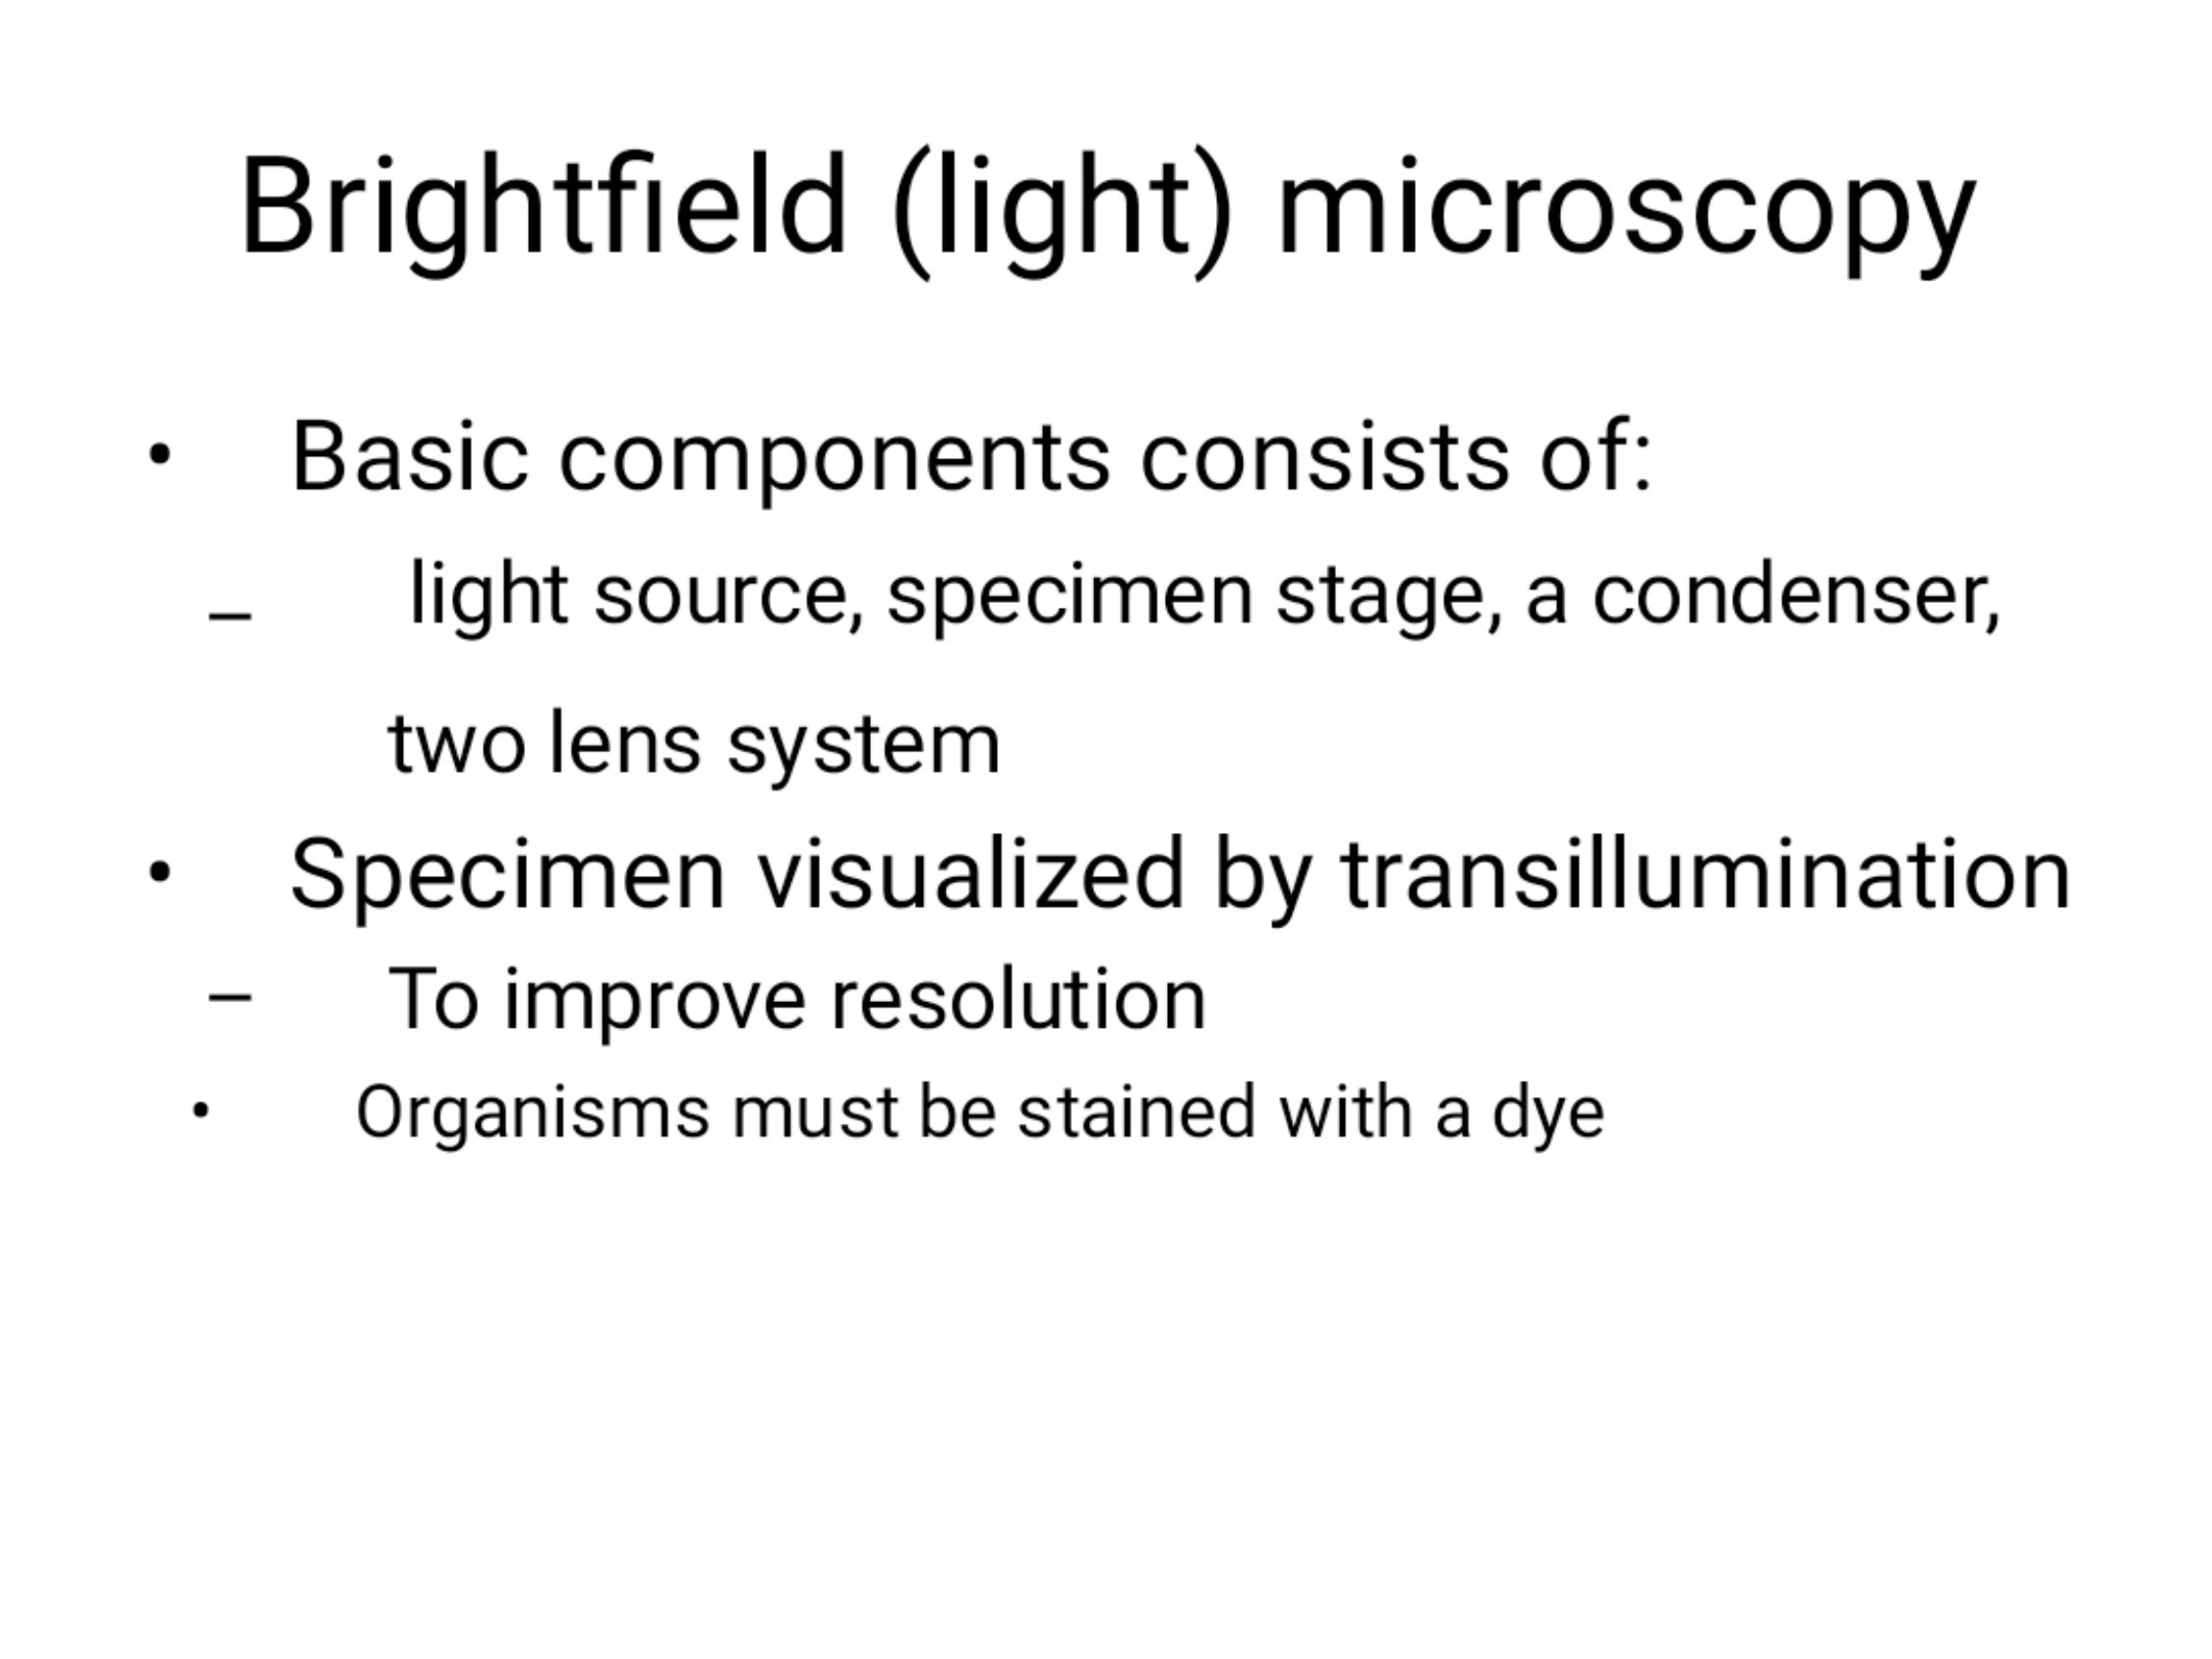 Brightfield (light) microscopy
• Basic components consists of:
– light source, specimen stage, a condenser,
two lens system
• Specimen visualized by transillumination
– To improve resolution
• Organisms must be stained with a dye